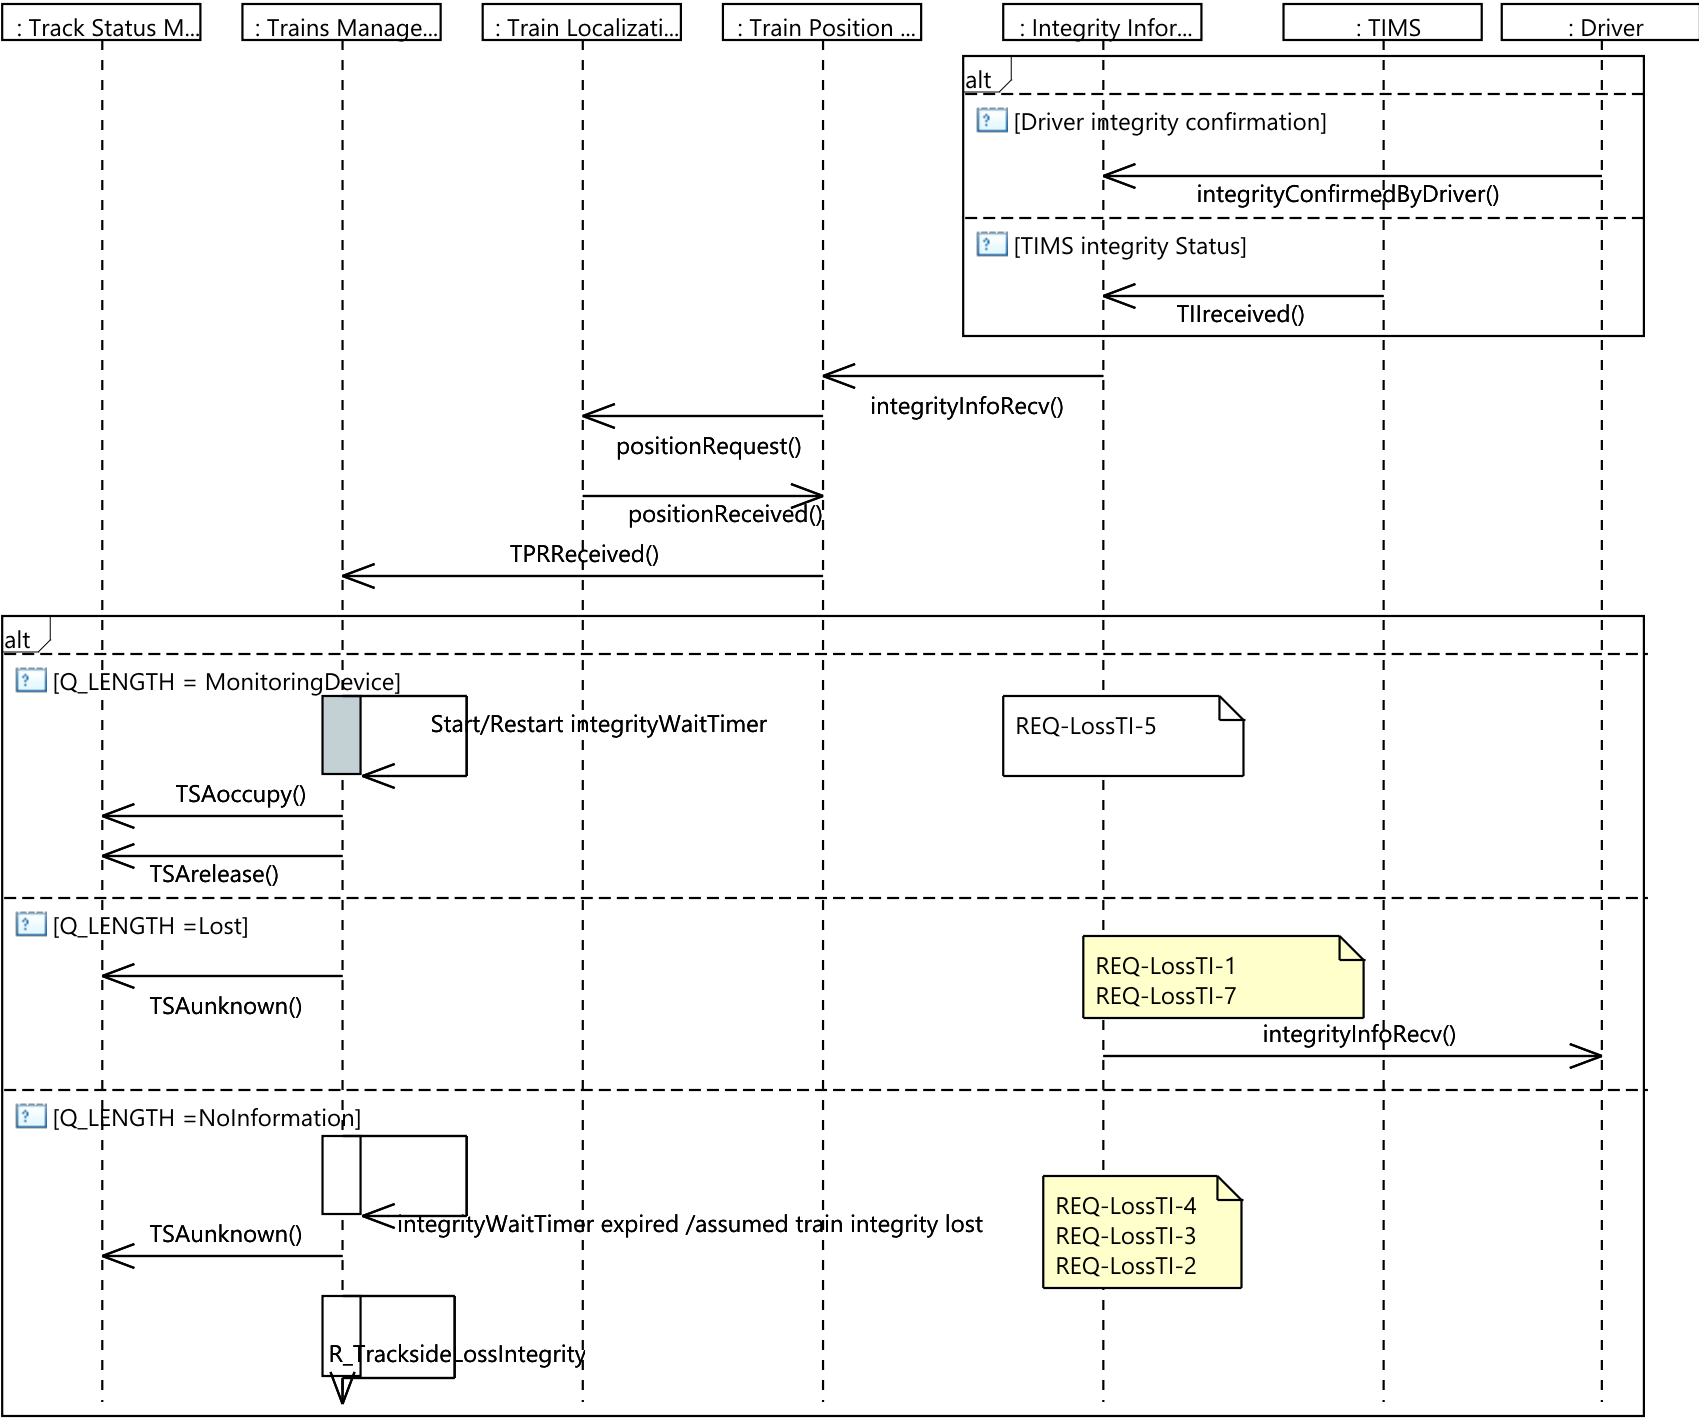 : Track Status M...
: Trains Manage...
: Train Localizati...
: Train Position ...
: Integrity Infor...
: TIMS
: Driver
alt
[Driver integrity confirmation]
integrityConfirmedByDriver()
[TIMS integrity Status]
TIIreceived()
integrityInfoRecv()
positionRequest()
positionReceived()
TPRReceived()
alt
[Q_LENGTH = MonitoringDevice]
Start/Restart integrityWaitTimer
REQ-LossTI-5
TSAoccupy()
TSArelease()
[Q_LENGTH =Lost]
REQ-LossTI-1
REQ-LossTI-7
TSAunknown()
integrityInfoRecv()
[Q_LENGTH =NoInformation]
integrityWaitTimer expired /assumed train integrity lost
TSAunknown()
REQ-LossTI-4
REQ-LossTI-3
REQ-LossTI-2
R_TracksideLossIntegrity